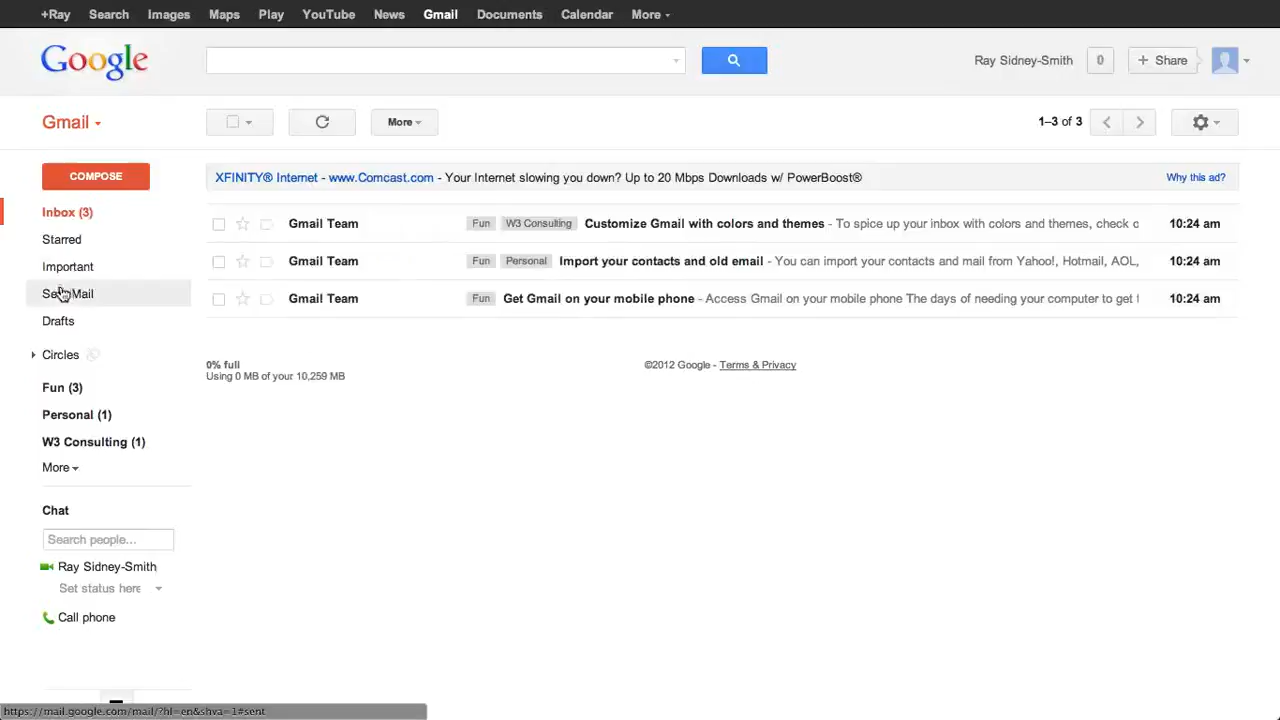 +Ray Search Images Maps Play YouTube News Gmail Documents Calendar More
Google
Ray Sidney-Smith 0 + Share
Gmail More 1–3 of 3
COMPOSE
XFINITY® Internet - www.Comcast.com - Your Internet slowing you down? Up to 20 Mbps Downloads w/ PowerBoost® Why this ad?
Inbox (3)
Starred
Important
Drafts
Circles
Fun (3)
Personal (1)
W3 Consulting (1)
More
Gmail Team Fun W3 Consulting Customize Gmail with colors and themes - To spice up your inbox with colors and themes, check 10:24 am
Gmail Team Fun Personal Import your contacts and old email - You can import your contacts and mail from Yahoo!, Hotmail, AOL, 10:24 am
Gmail Team Fun Get Gmail on your mobile phone - Access Gmail on your mobile phone The days of needing your computer to get 10:24 am
0% full
Using 0 MB of your 10,259 MB
©2012 Google - Terms & Privacy
Chat
Search people...
Ray Sidney-Smith
Set status here
Call phone
https://mail.google.com/mail/?hl=en&shva=1#sent